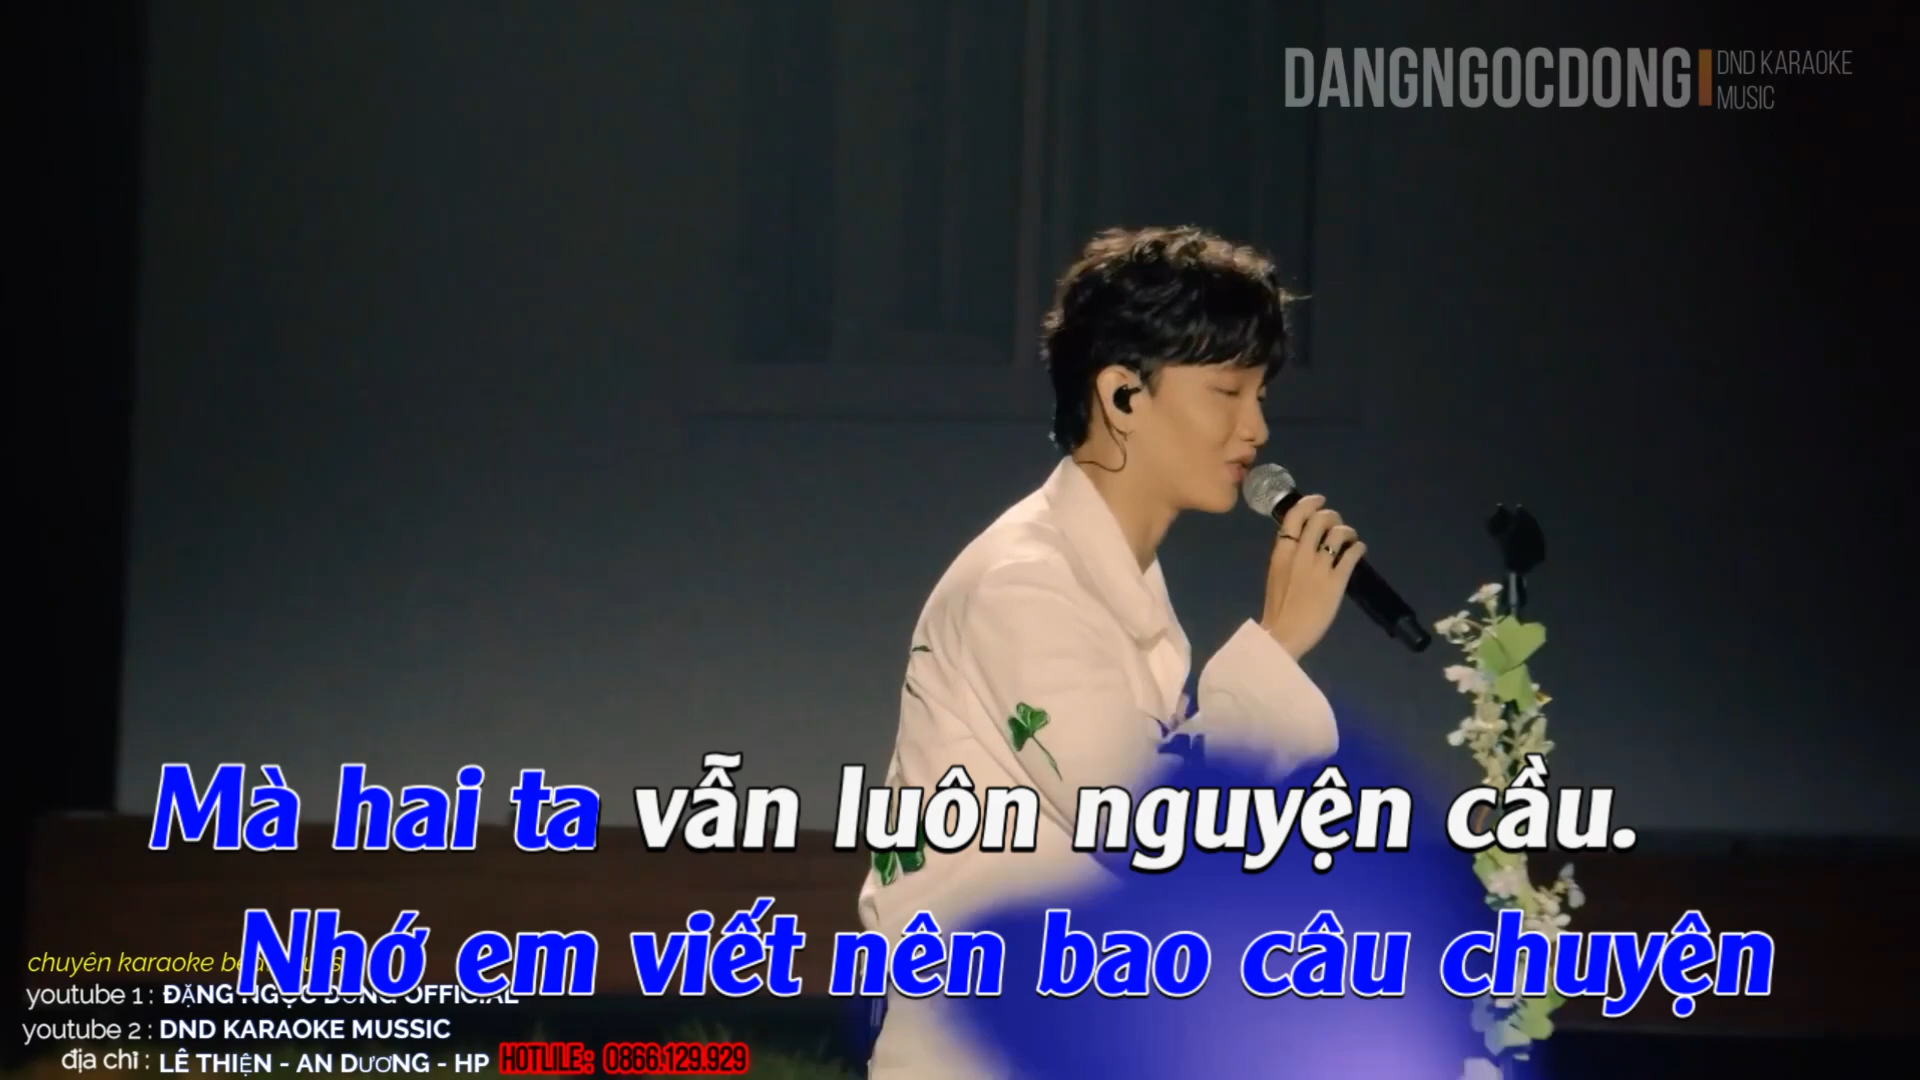 DANGNGOCDONG
DND KARAOKE
MUSIC
Mà hai ta vẫn luôn nguyện cầu.
Nhớ em viết nên bao câu chuyện
chuyên karaoke
youtube 1 : ĐẶNG NGỌC DONG OFFICIAL
youtube 2 : DND KARAOKE MUSSIC
địa chỉ : LÊ THIỆN - AN DƯƠNG - HP
HOTLILE: 0866.129.929